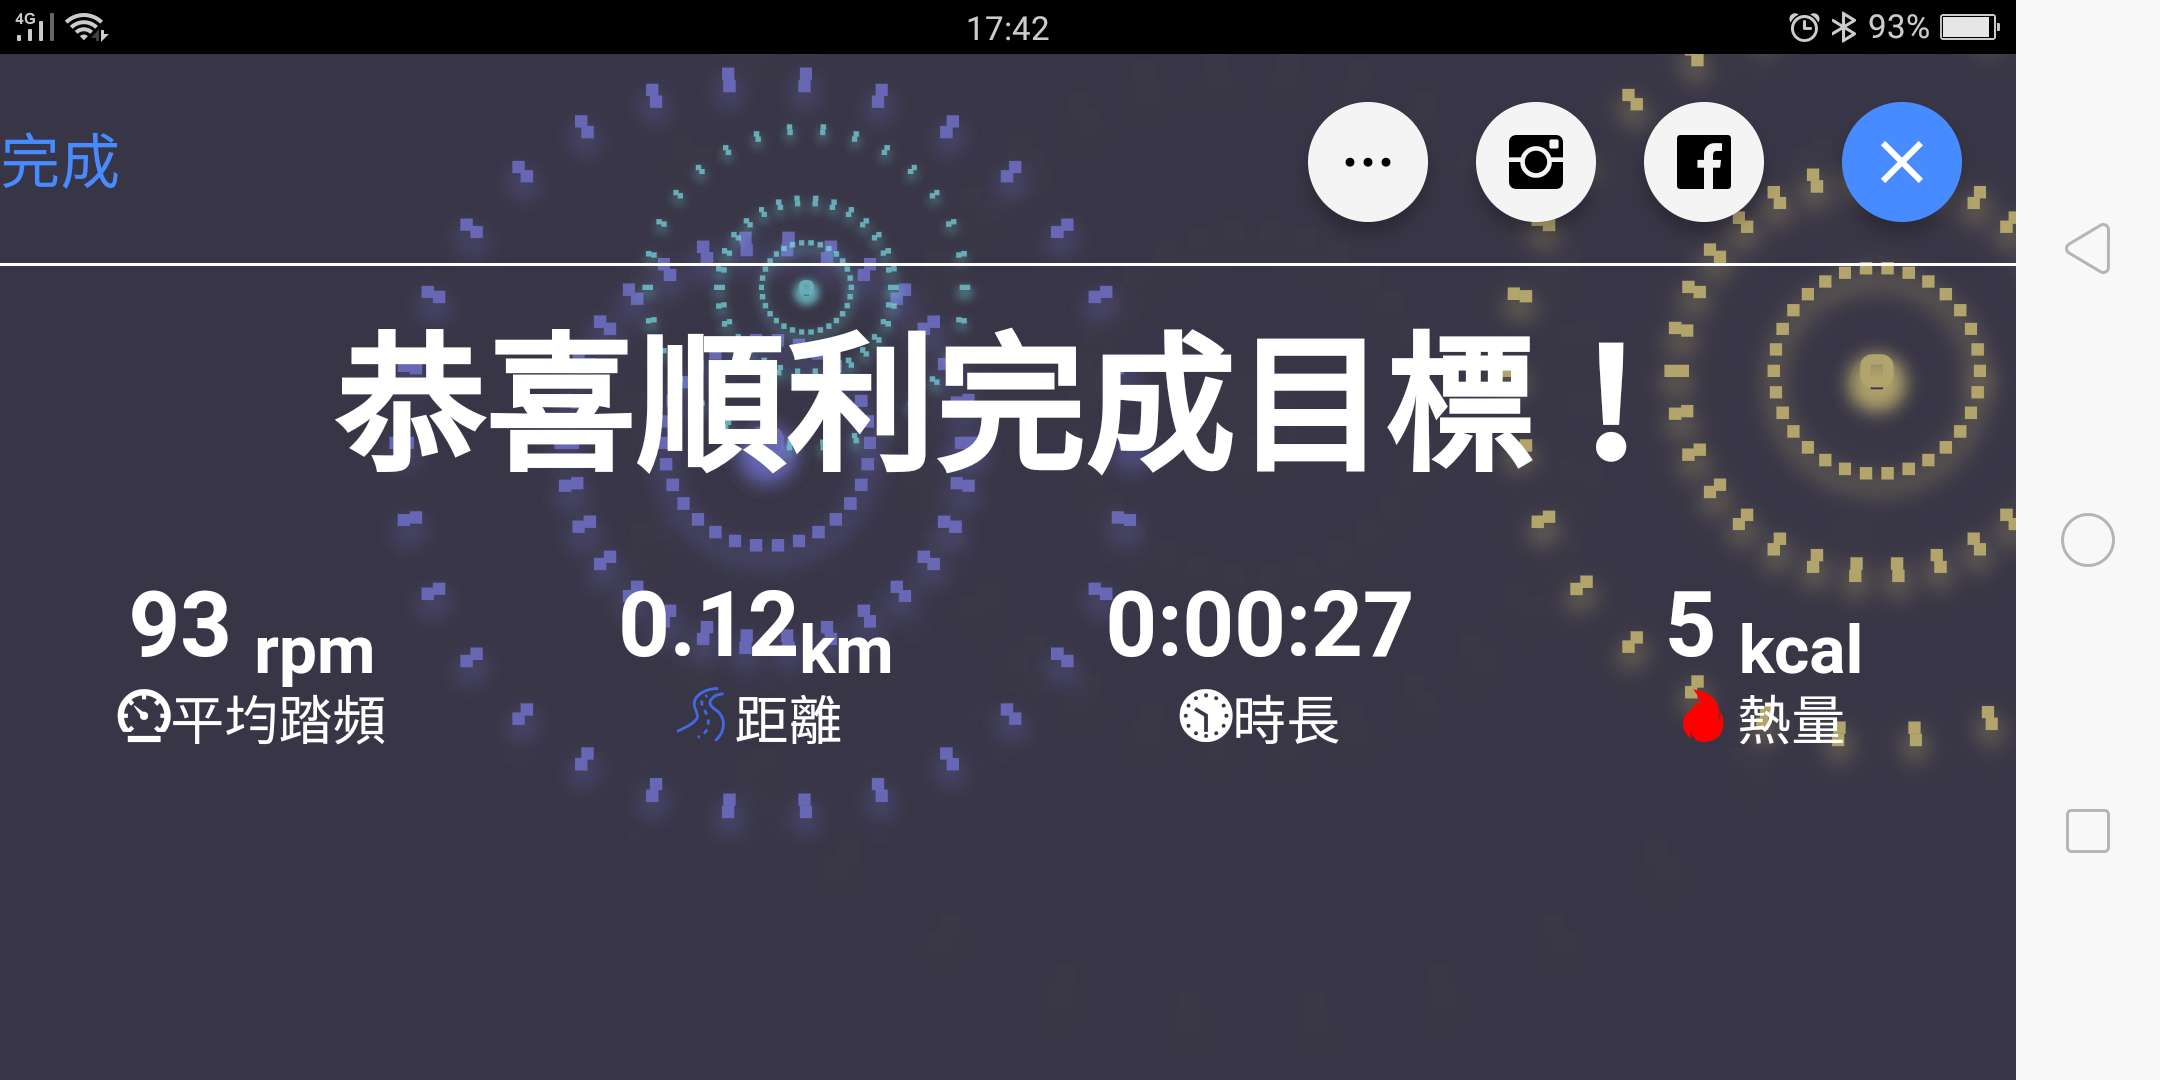 4G 17:42 93%
完成
恭喜順利完成目標！
93 rpm 0.12km 0:00:27 5 kcal
平均踏頻 距離 時長 熱量